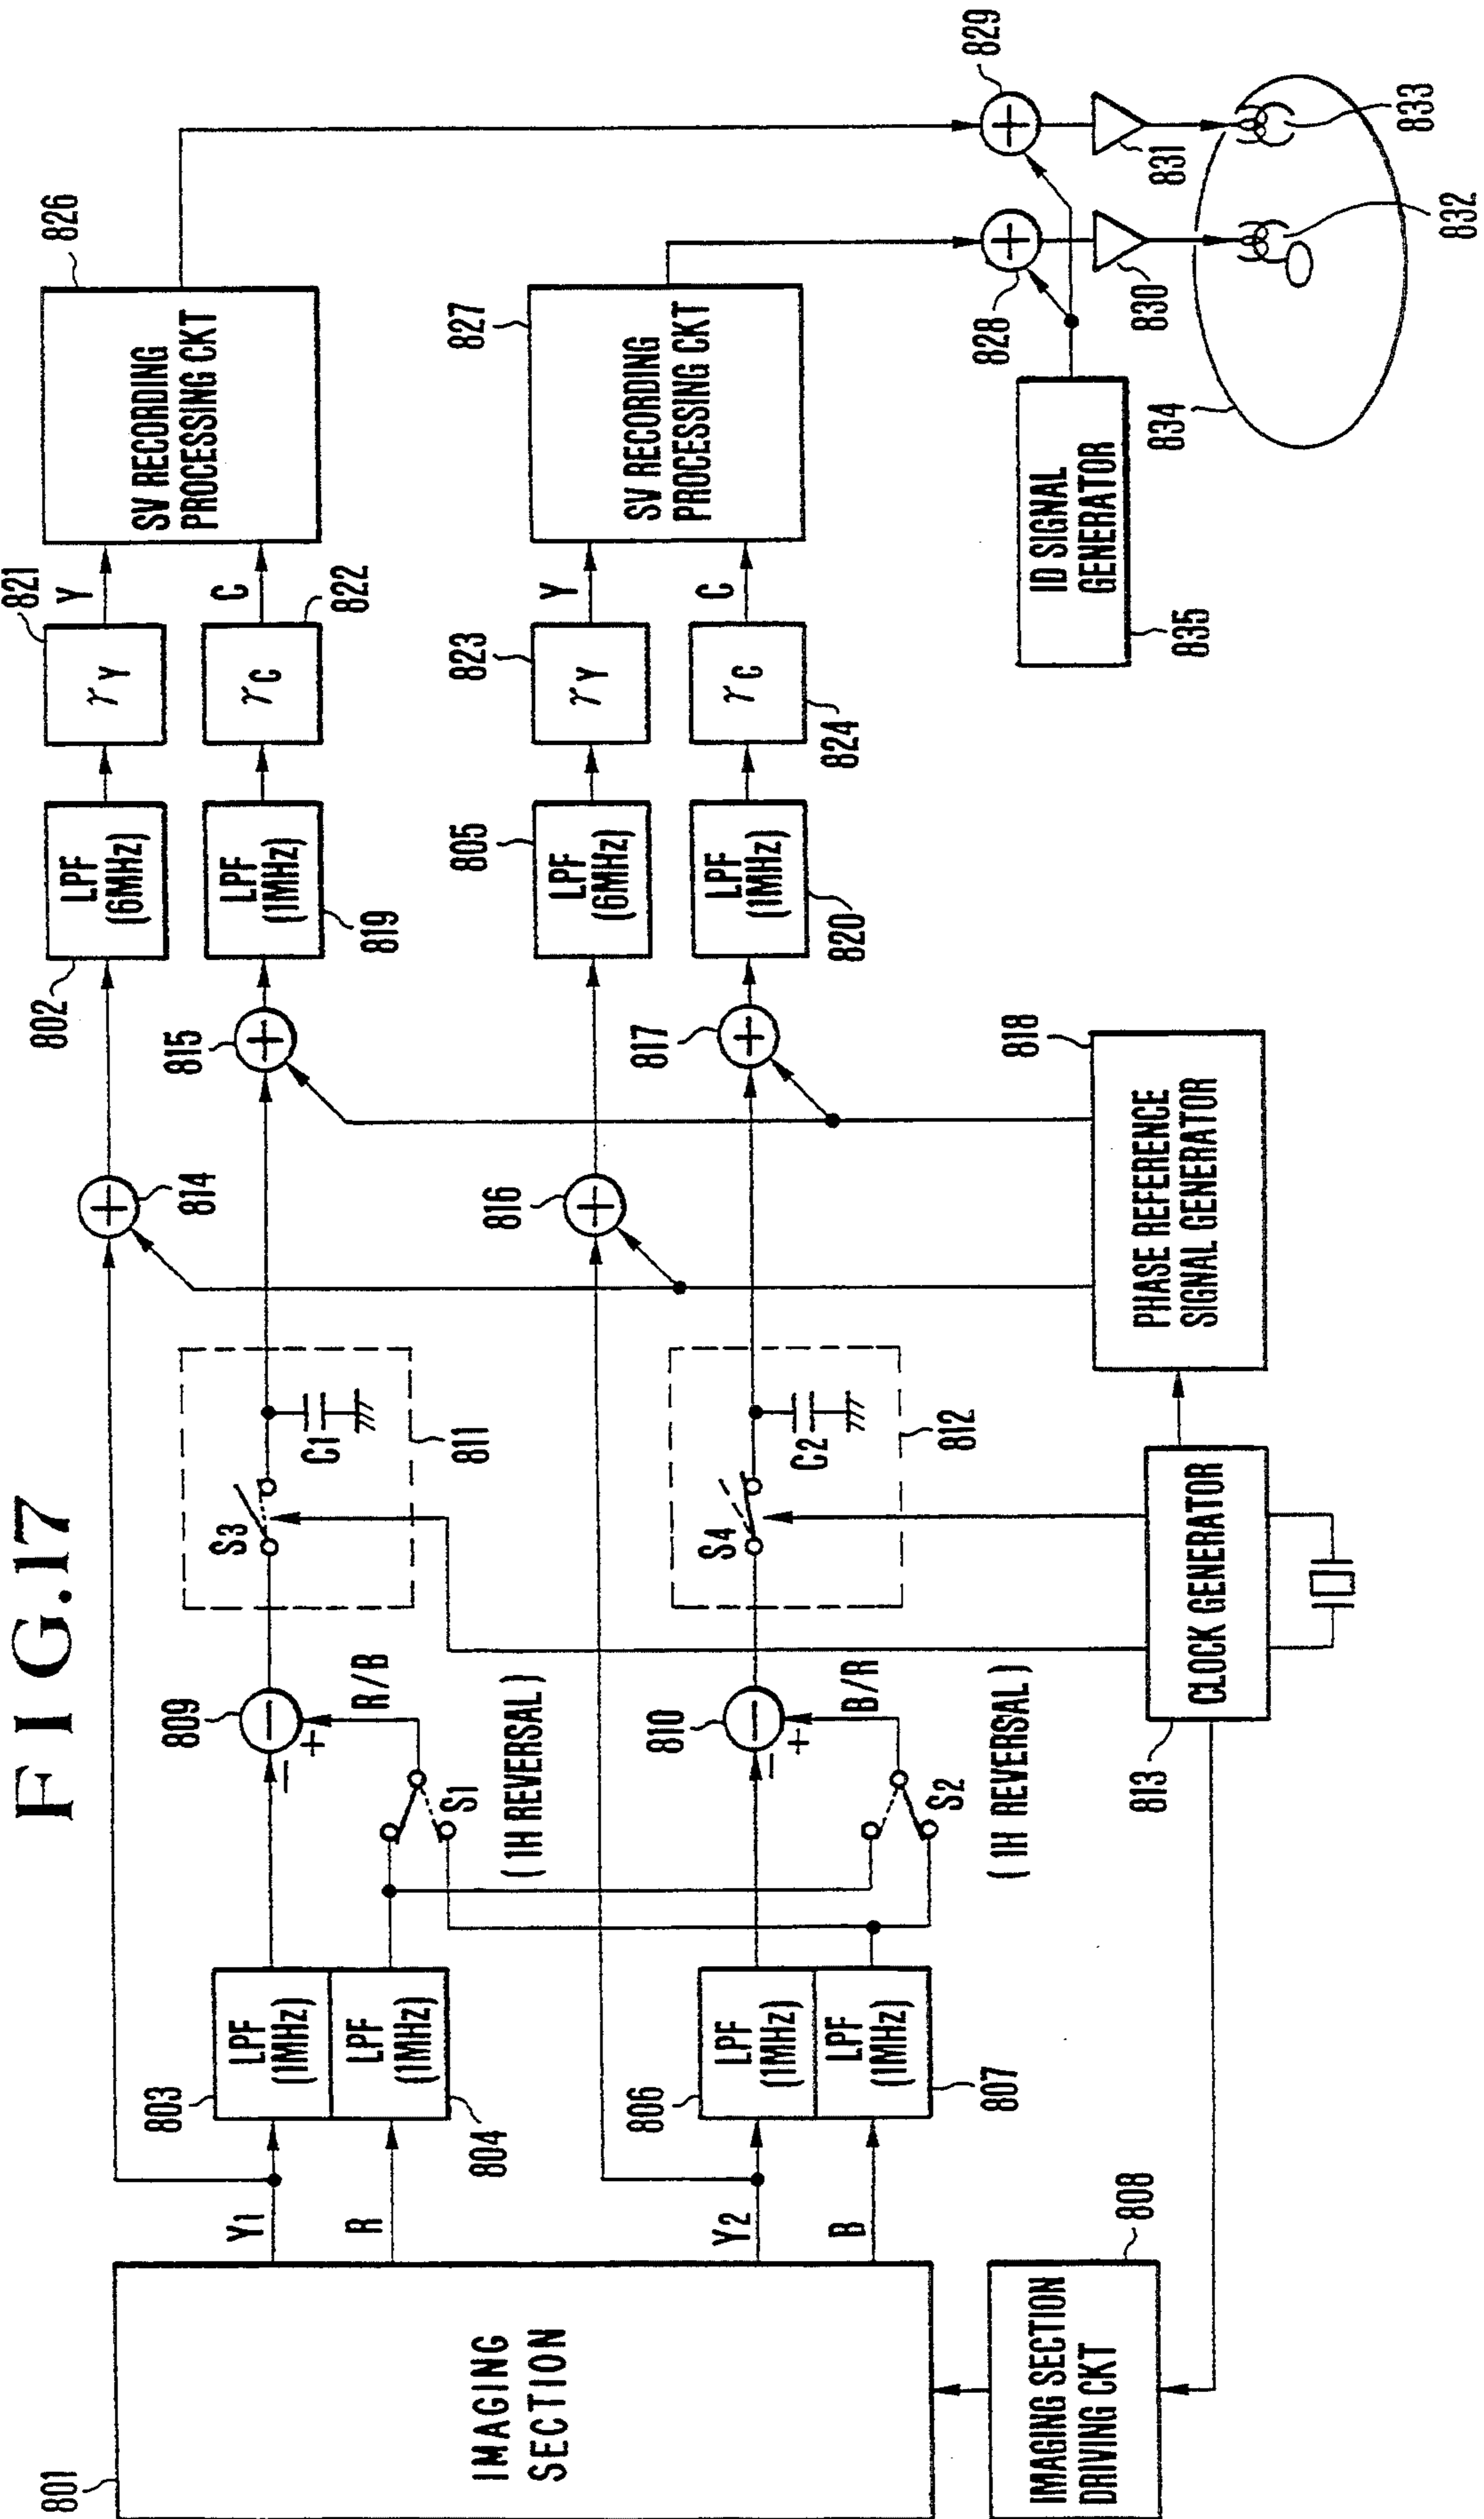 FIG.17
801
IMAGING
SECTION
Y1
R
Y2
B
808
IMAGING SECTION
DRIVING CKT
803
LPF
(1MHz)
LPF
(1MHz)
804
806
LPF
(1MHz)
LPF
(1MHz)
807
S1
(1H REVERSAL)
S2
(1H REVERSAL)
809
−
−
+
R/B
810
−
−
+
B/R
S3
C1
811
S4
C2
812
813
CLOCK GENERATOR
814
+
815
+
816
+
817
+
818
PHASE REFERENCE
SIGNAL GENERATOR
802
LPF
(6MHz)
LPF
(1MHz)
819
805
LPF
(6MHz)
LPF
(1MHz)
820
821
γY
Y
γC
C
822
823
γY
Y
γC
C
824
826
SV RECORDING
PROCESSING CKT
827
SV RECORDING
PROCESSING CKT
835
ID SIGNAL
GENERATOR
828
+
829
+
830
831
832
833
834